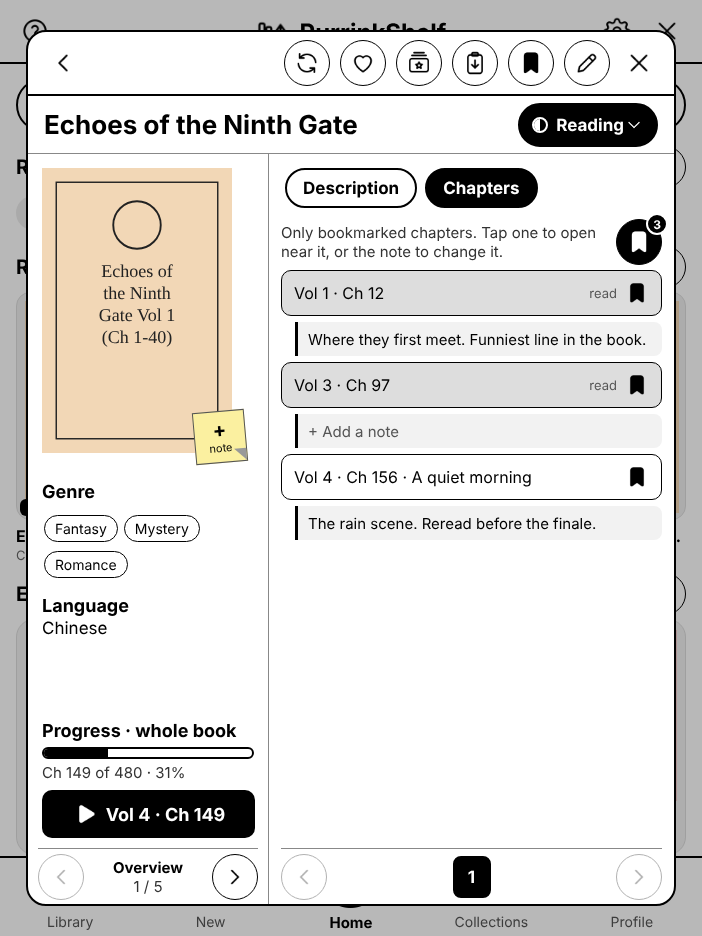 Echoes of the Ninth Gate
Reading
Echoes of
the Ninth
Gate Vol 1
(Ch 1-40)
+
note
Genre
Fantasy
Mystery
Romance
Language
Chinese
Progress · whole book
Ch 149 of 480 · 31%
Vol 4 · Ch 149
Overview
1 / 5
Description
Chapters
Only bookmarked chapters. Tap one to open
near it, or the note to change it.
3
Vol 1 · Ch 12
read
Where they first meet. Funniest line in the book.
Vol 3 · Ch 97
read
+ Add a note
Vol 4 · Ch 156 · A quiet morning
The rain scene. Reread before the finale.
1
Library
New
Home
Collections
Profile